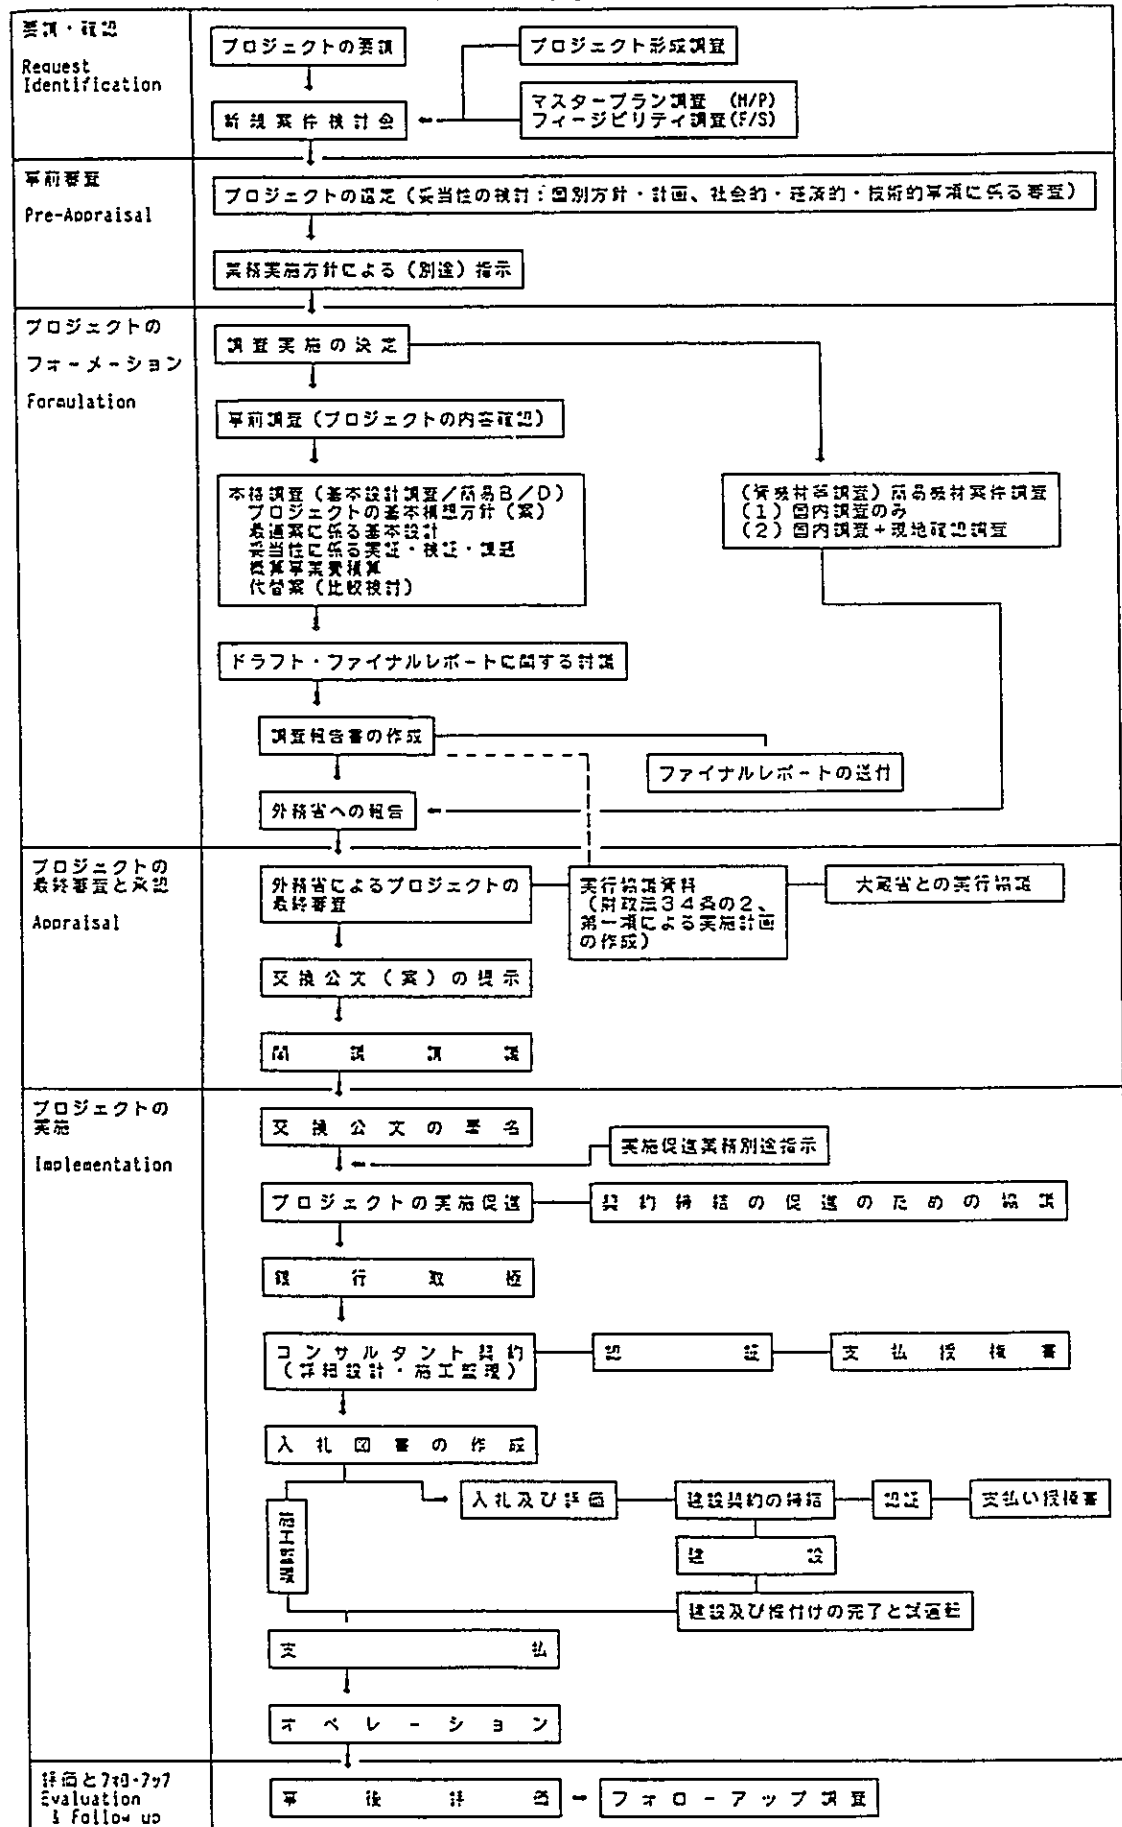 要請・確認
Request
Identification
プロジェクトの要請
プロジェクト形成調査
マスタープラン調査 (M/P)
フィージビリティ調査(F/S)
新規案件検討会
事前審査
Pre-Appraisal
プロジェクトの選定(妥当性の検討:国別方針・計画、社会的・経済的・技術的事項に係る審査)
業務実施方針による(別途)指示
プロジェクトの
フォーメーション
Formulation
調査実施の決定
事前調査(プロジェクトの内容確認)
本格調査(基本設計調査/簡易B/D)
プロジェクトの基本構想方針(案)
最適案に係る基本設計
妥当性に係る実証・検証・課題
概算事業費積算
代替案(比較検討)
(資機材等調査)簡易機材案件調査
(1)国内調査のみ
(2)国内調査+現地確認調査
ドラフト・ファイナルレポートに関する討議
調査報告書の作成
ファイナルレポートの送付
外務省への報告
プロジェクトの
最終審査と承認
Appraisal
外務省によるプロジェクトの
最終審査
実行協議資料
(財政法34条の2、
第一項による実施計画
の作成)
大蔵省との実行協議
交換公文(案)の提示
閣議請議
プロジェクトの
実施
Implementation
交換公文の署名
実施促進業務別途指示
プロジェクトの実施促進
契約締結の促進のための協議
銀行取極
コンサルタント契約
(詳細設計・施工監理)
認証
支払授権書
入札図書の作成
入札及び評価
建設契約の締結
認証
支払い授権書
施工監理
建設
建設及び据付けの完了と試運転
支払
オペレーション
評価とフォロー・アップ
Evaluation
& Follow up
事後評価
フォローアップ調査